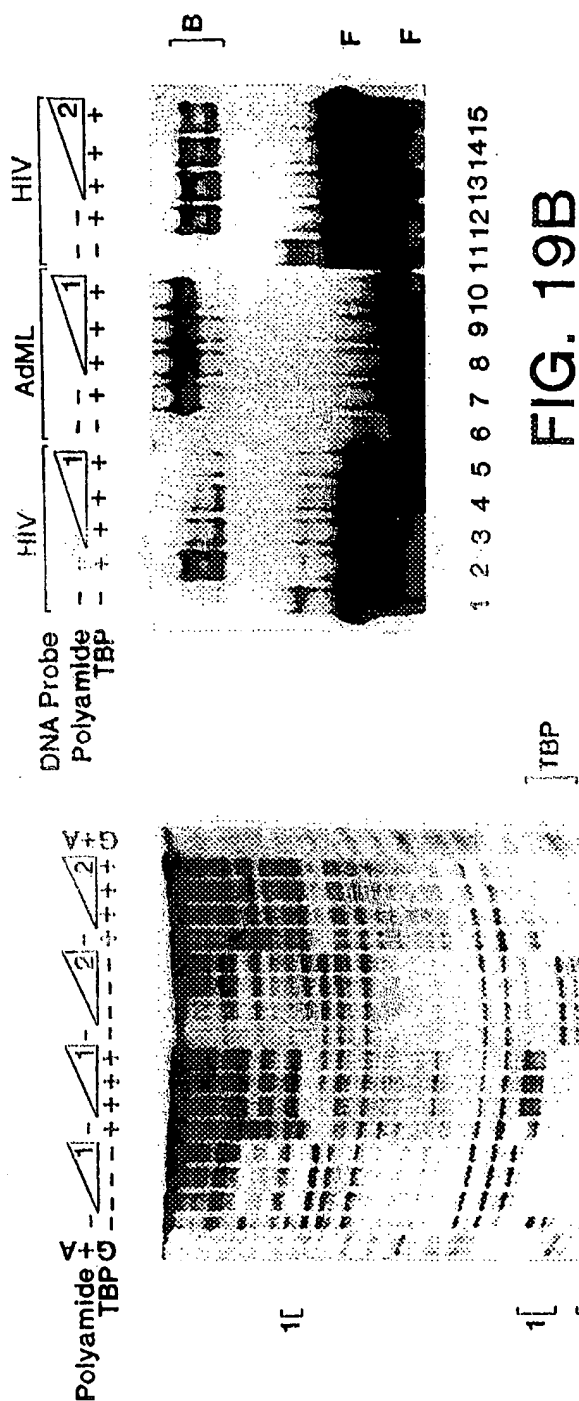 Polyamide - 1 - 1 - 2 - 2
TBP G+A - - - - + + + + - - - - + + + + G+A
1[
1[
]TBP
HIV AdML HIV
DNA Probe
Polyamide - - 1 - - 1 - - 2
TBP - + + + + - + + + + - + + + +
]B
F
F
1 2 3 4 5 6 7 8 9 10 11 12 13 14 15
FIG. 19B